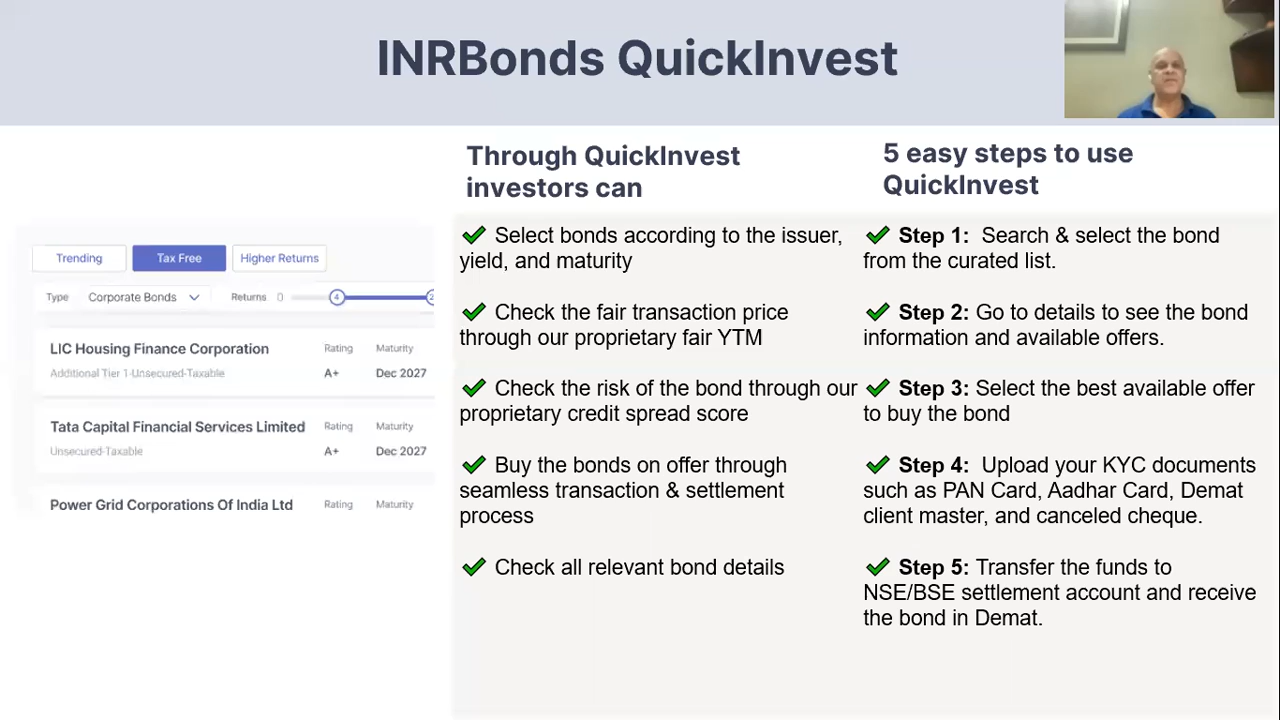 INRBonds QuickInvest
Through QuickInvest
investors can
✔ Select bonds according to the issuer,
yield, and maturity
✔ Check the fair transaction price
through our proprietary fair YTM
✔ Check the risk of the bond through our
proprietary credit spread score
✔ Buy the bonds on offer through
seamless transaction & settlement
process
✔ Check all relevant bond details
5 easy steps to use
QuickInvest
✔ Step 1: Search & select the bond
from the curated list.
✔ Step 2: Go to details to see the bond
information and available offers.
✔ Step 3: Select the best available offer
to buy the bond
✔ Step 4: Upload your KYC documents
such as PAN Card, Aadhar Card, Demat
client master, and canceled cheque.
✔ Step 5: Transfer the funds to
NSE/BSE settlement account and receive
the bond in Demat.
Trending Tax Free Higher Returns
Type Corporate Bonds Returns 0 4 2
LIC Housing Finance Corporation Rating Maturity
Additional Tier 1-Unsecured-Taxable A+ Dec 2027
Tata Capital Financial Services Limited Rating Maturity
Unsecured-Taxable A+ Dec 2027
Power Grid Corporations Of India Ltd Rating Maturity